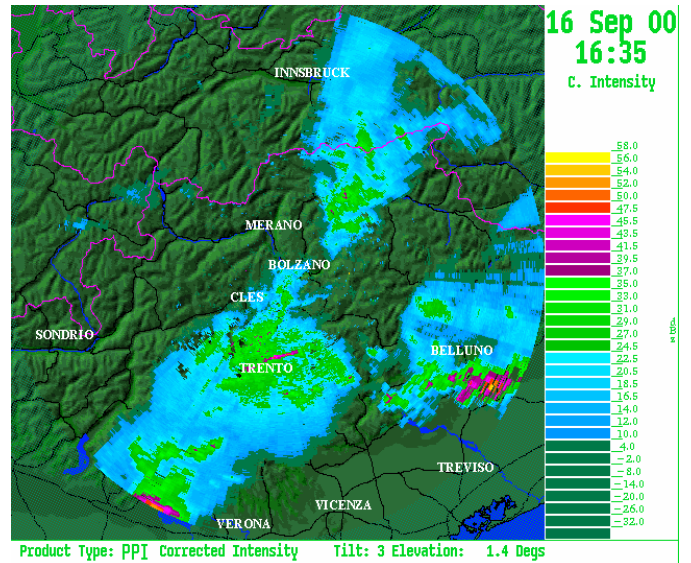 16 Sep 00
16:35
C. Intensity
INNSBRUCK
MERANO
BOLZANO
CLES
SONDRIO
TRENTO
BELLUNO
TREVISO
VICENZA
VERONA
58.0
56.0
54.0
52.0
50.0
47.5
45.5
43.5
41.5
39.5
37.0
35.0
33.0
31.0
29.0
27.0
24.5
22.5
20.5
18.5
16.5
14.0
12.0
10.0
4.0
-2.0
-8.0
-14.0
-20.0
-26.0
-32.0
Product Type: PPI Corrected Intensity Tilt: 3 Elevation: 1.4 Degs